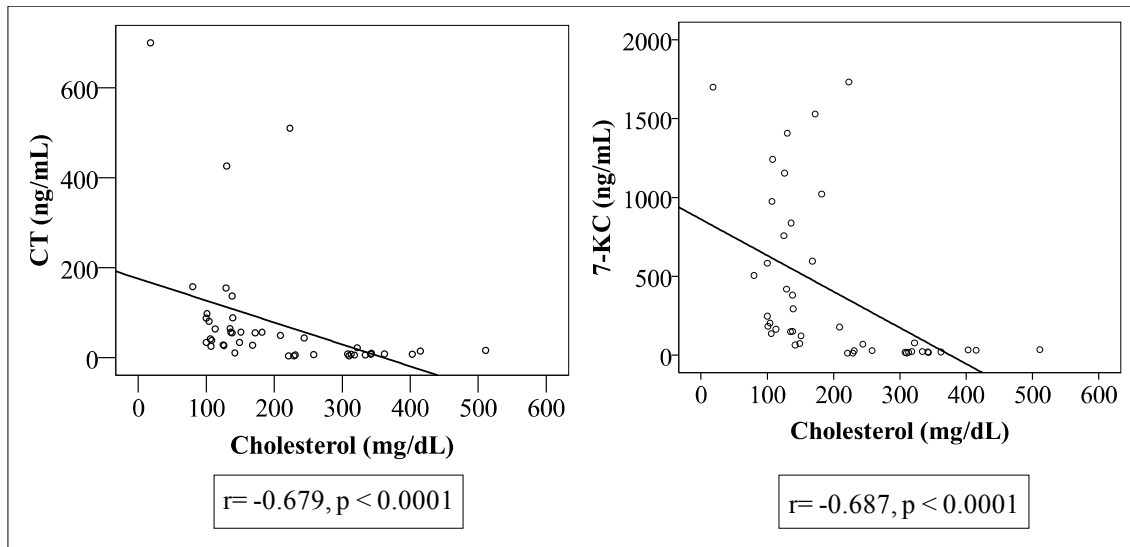 CT (ng/mL)
600
400
200
0
0 100 200 300 400 500 600
Cholesterol (mg/dL)
r= -0.679, p < 0.0001
7-KC (ng/mL)
2000
1500
1000
500
0
0 100 200 300 400 500 600
Cholesterol (mg/dL)
r= -0.687, p < 0.0001